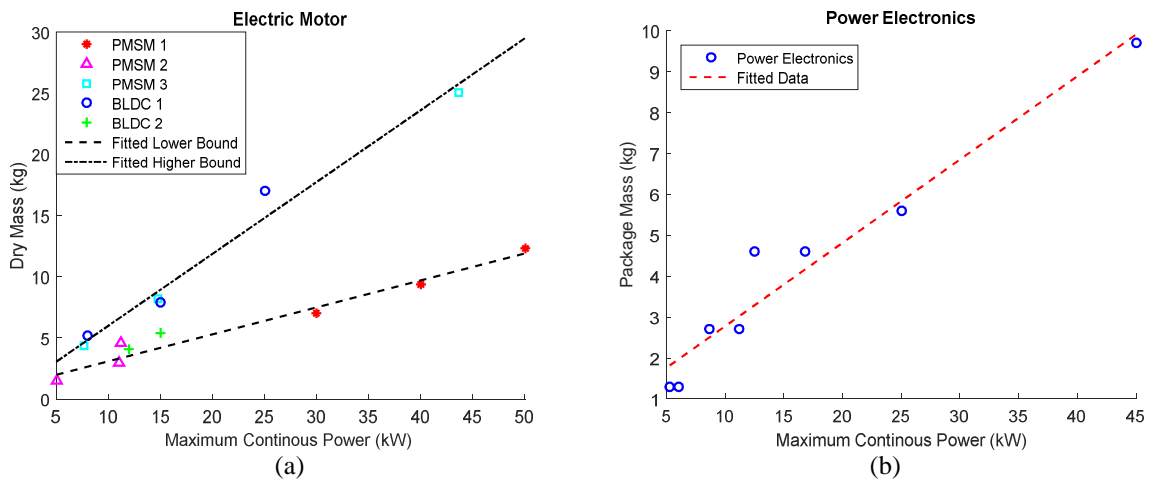 Electric Motor
30
25
20
15
10
5
0
Dry Mass (kg)
PMSM 1
PMSM 2
PMSM 3
BLDC 1
BLDC 2
Fitted Lower Bound
Fitted Higher Bound
5 10 15 20 25 30 35 40 45 50
Maximum Continous Power (kW)
(a)
Power Electronics
10
9
8
7
6
5
4
3
2
1
Package Mass (kg)
Power Electronics
Fitted Data
5 10 15 20 25 30 35 40 45
Maximum Continous Power (kW)
(b)